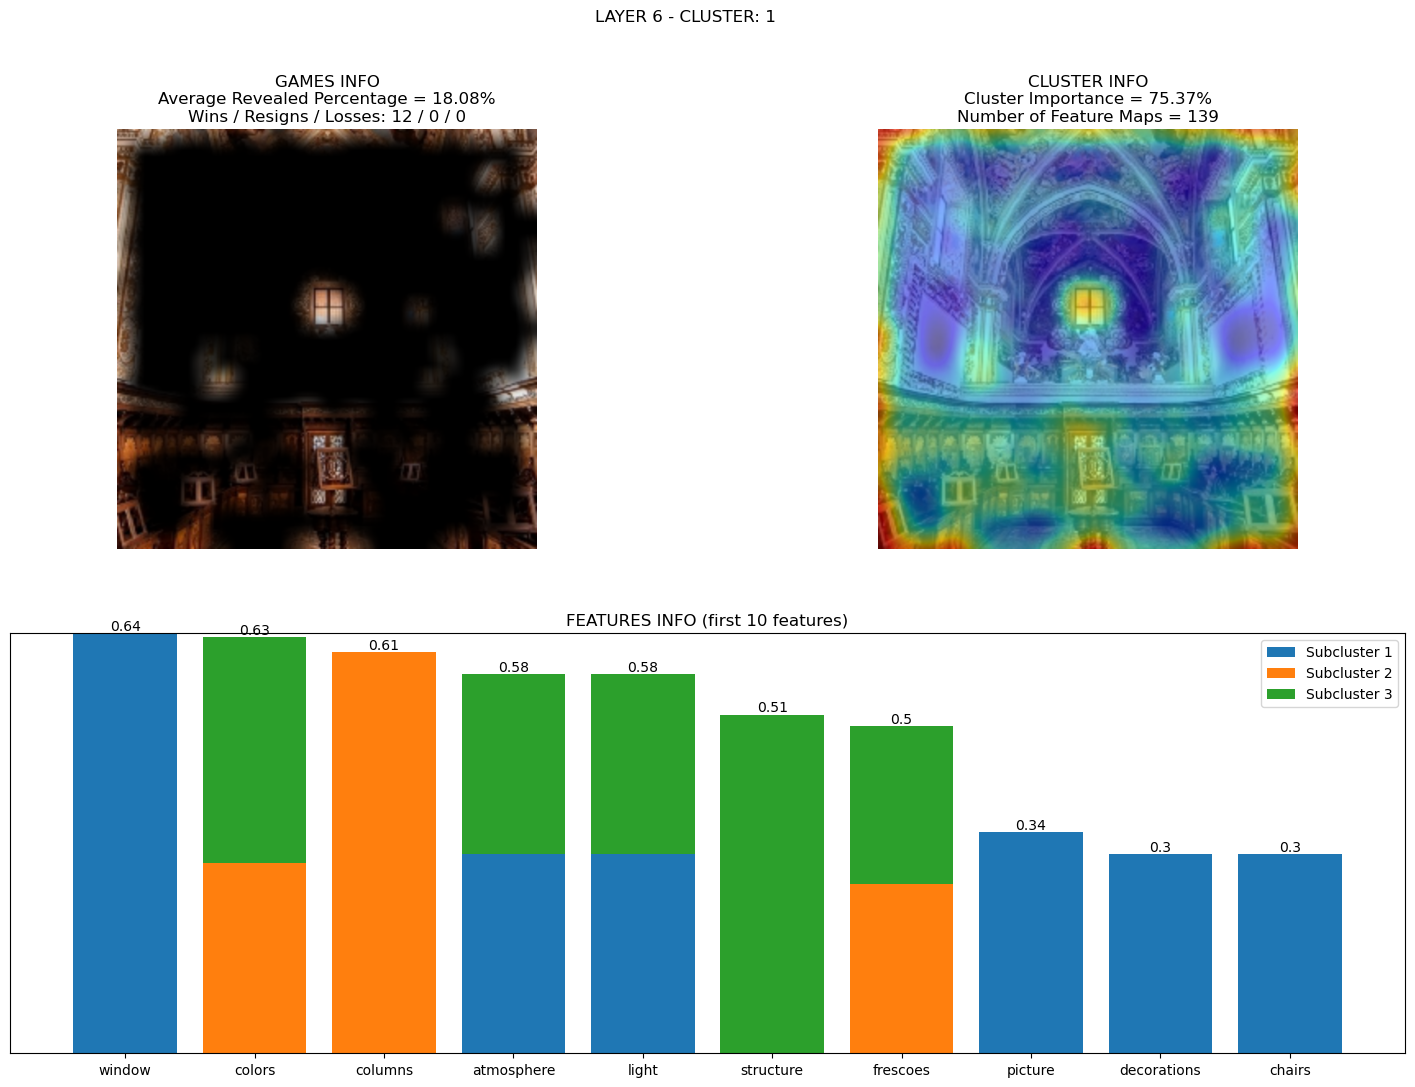 LAYER 6 - CLUSTER: 1
GAMES INFO
Average Revealed Percentage = 18.08%
Wins / Resigns / Losses: 12 / 0 / 0
CLUSTER INFO
Cluster Importance = 75.37%
Number of Feature Maps = 139
FEATURES INFO (first 10 features)
0.64
0.63
0.61
0.58
0.58
0.51
0.5
0.34
0.3
0.3
Subcluster 1
Subcluster 2
Subcluster 3
window
colors
columns
atmosphere
light
structure
frescoes
picture
decorations
chairs